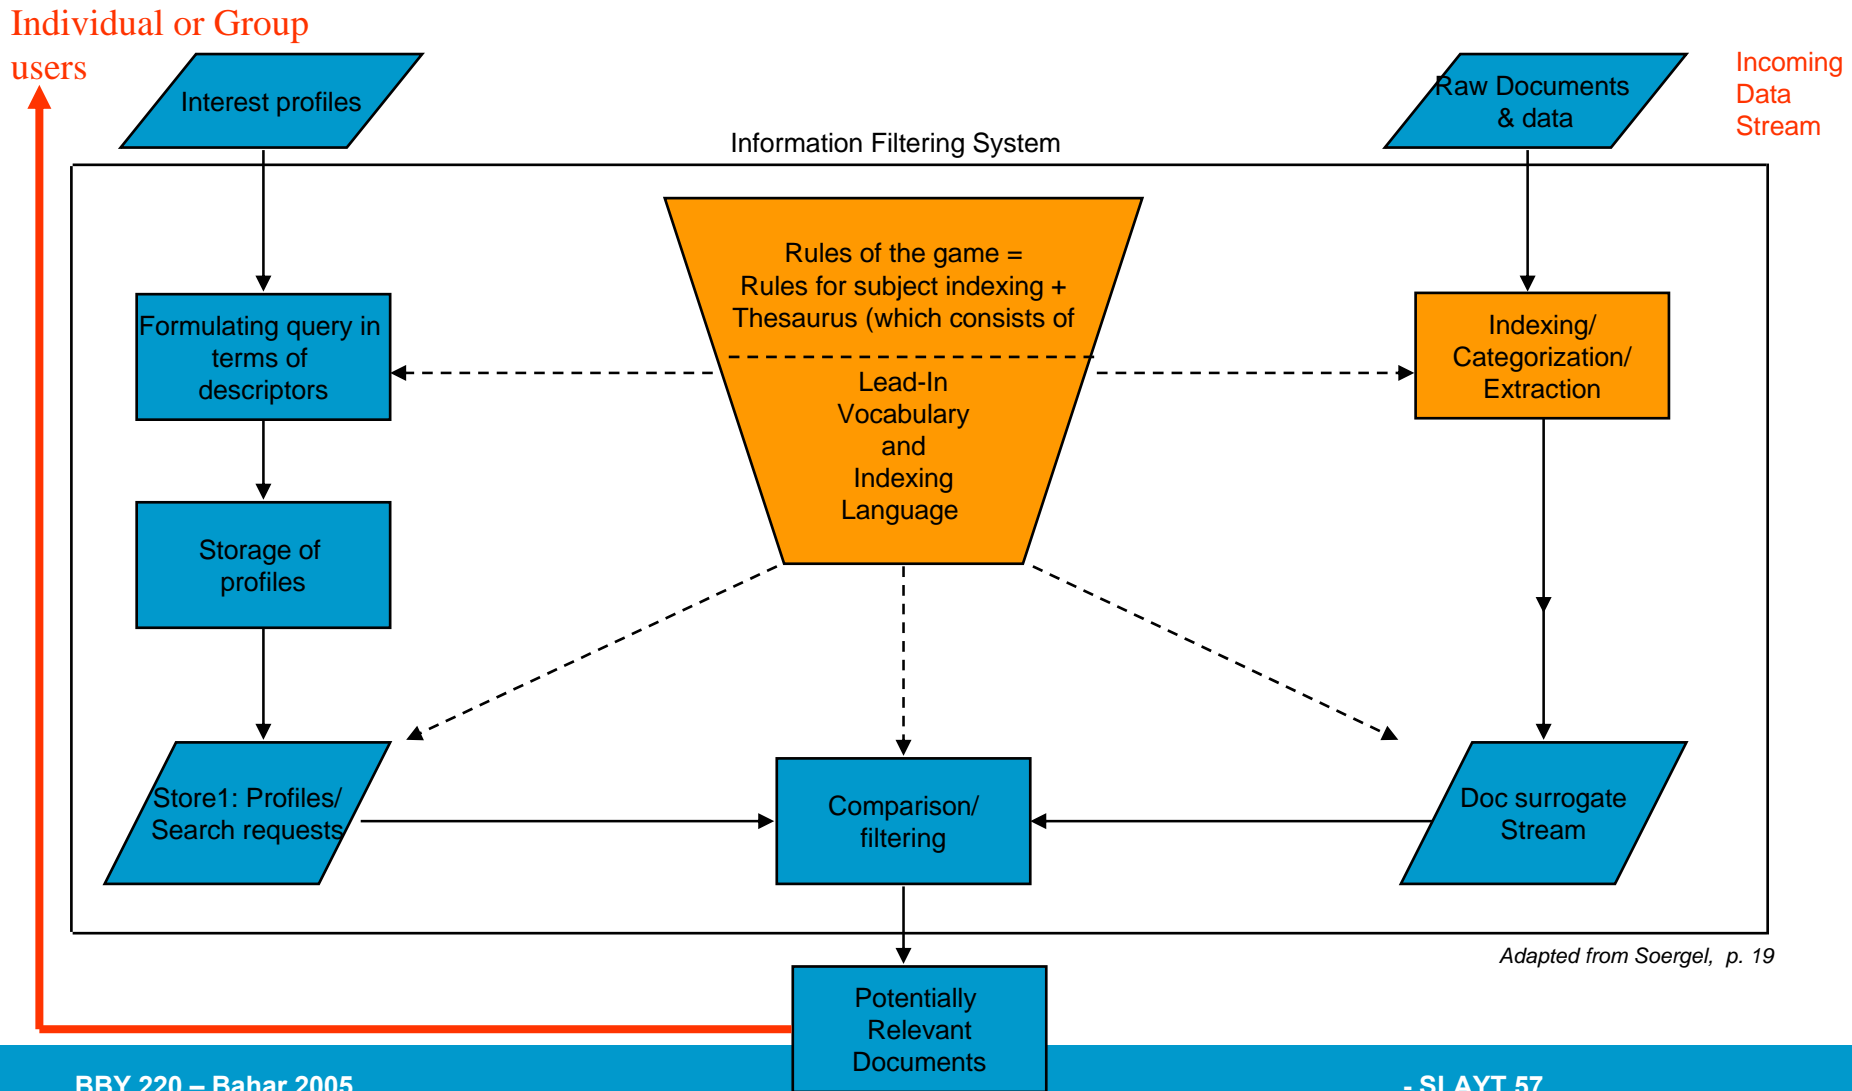 Individual or Group
users
Interest profiles
Raw Documents
& data
Incoming
Data
Stream
Information Filtering System
Rules of the game =
Rules for subject indexing +
Thesaurus (which consists of
Lead-In
Vocabulary
and
Indexing
Language
Formulating query in
terms of
descriptors
Indexing/
Categorization/
Extraction
Storage of
profiles
Store1: Profiles/
Search requests
Comparison/
filtering
Doc surrogate
Stream
Adapted from Soergel, p. 19
Potentially
Relevant
Documents
BBY 220 – Bahar 2005
- SLAYT 57